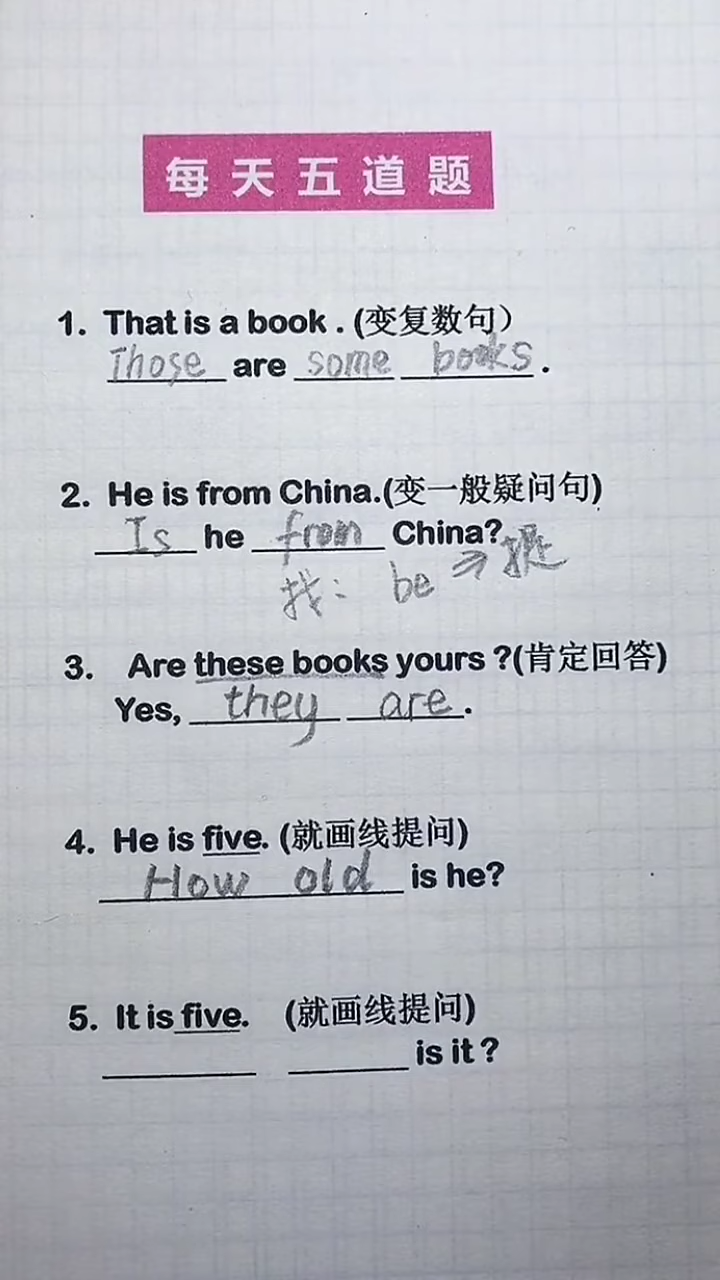 每天五道题
1. That is a book . (变复数句)
Those are some books .
2. He is from China.(变一般疑问句)
Is he from China?
找: be → 提
3. Are these books yours ?(肯定回答)
Yes, they are .
4. He is five. (就画线提问)
How old is he?
5. It is five. (就画线提问)
is it ?